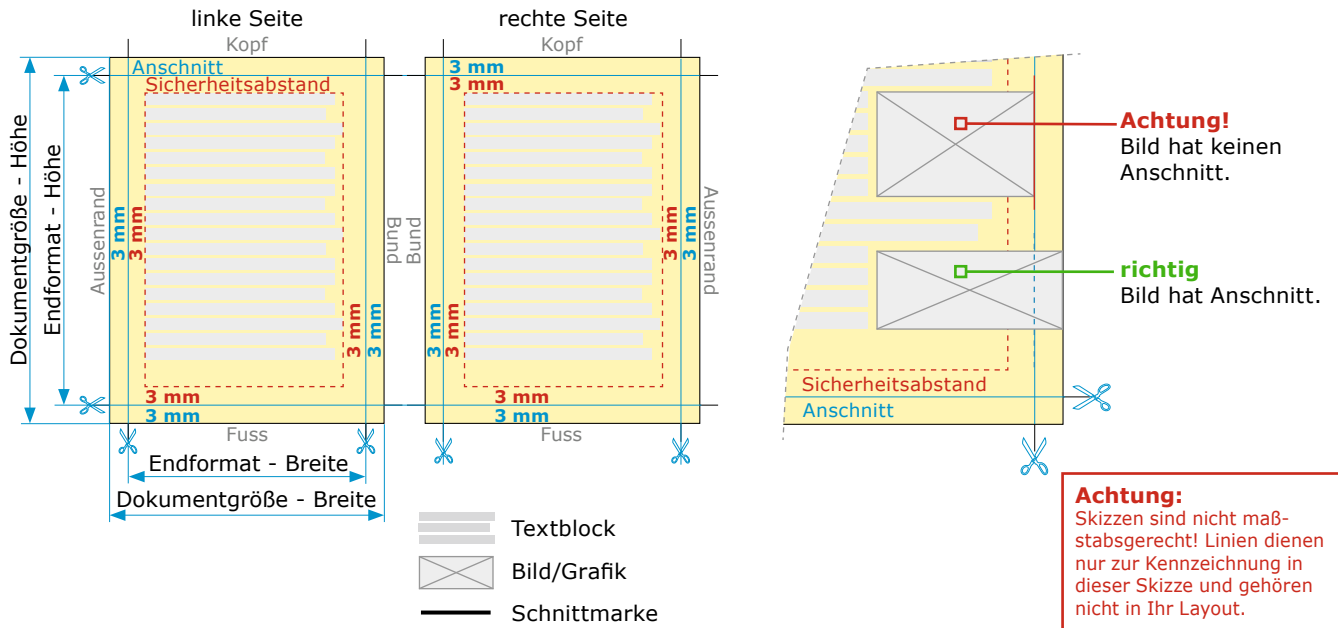 linke Seite
rechte Seite
Kopf
Kopf
Anschnitt
Sicherheitsabstand
3 mm
3 mm
Dokumentgröße - Höhe
Endformat - Höhe
Aussenrand
3 mm
3 mm
Bund
Bund
3 mm
3 mm
Aussenrand
3 mm
3 mm
3 mm
3 mm
3 mm
3 mm
3 mm
3 mm
Fuss
Fuss
Endformat - Breite
Dokumentgröße - Breite
Textblock
Bild/Grafik
Schnittmarke
Achtung!
Bild hat keinen
Anschnitt.
richtig
Bild hat Anschnitt.
Sicherheitsabstand
Anschnitt
Achtung:
Skizzen sind nicht maß-
stabsgerecht! Linien dienen
nur zur Kennzeichnung in
dieser Skizze und gehören
nicht in Ihr Layout.